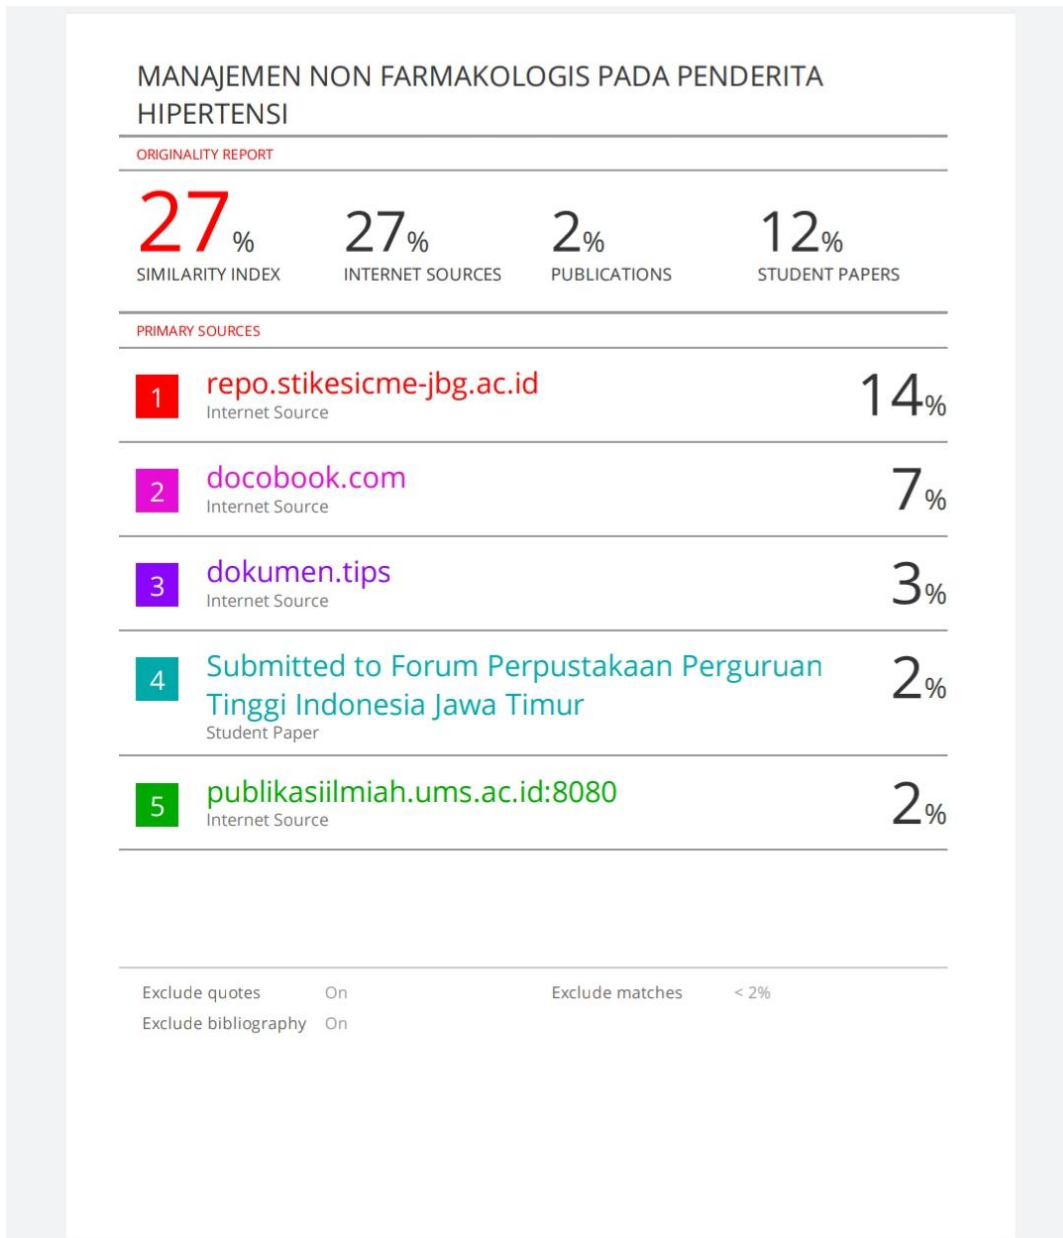 MANAJEMEN NON FARMAKOLOGIS PADA PENDERITA
HIPERTENSI
ORIGINALITY REPORT
27%
SIMILARITY INDEX
27%
INTERNET SOURCES
2%
PUBLICATIONS
12%
STUDENT PAPERS
PRIMARY SOURCES
1
repo.stikesicme-jbg.ac.id
Internet Source
14%
2
docobook.com
Internet Source
7%
3
dokumen.tips
Internet Source
3%
4
Submitted to Forum Perpustakaan Perguruan
Tinggi Indonesia Jawa Timur
Student Paper
2%
5
publikasiilmiah.ums.ac.id:8080
Internet Source
2%
Exclude quotes On
Exclude matches < 2%
Exclude bibliography On